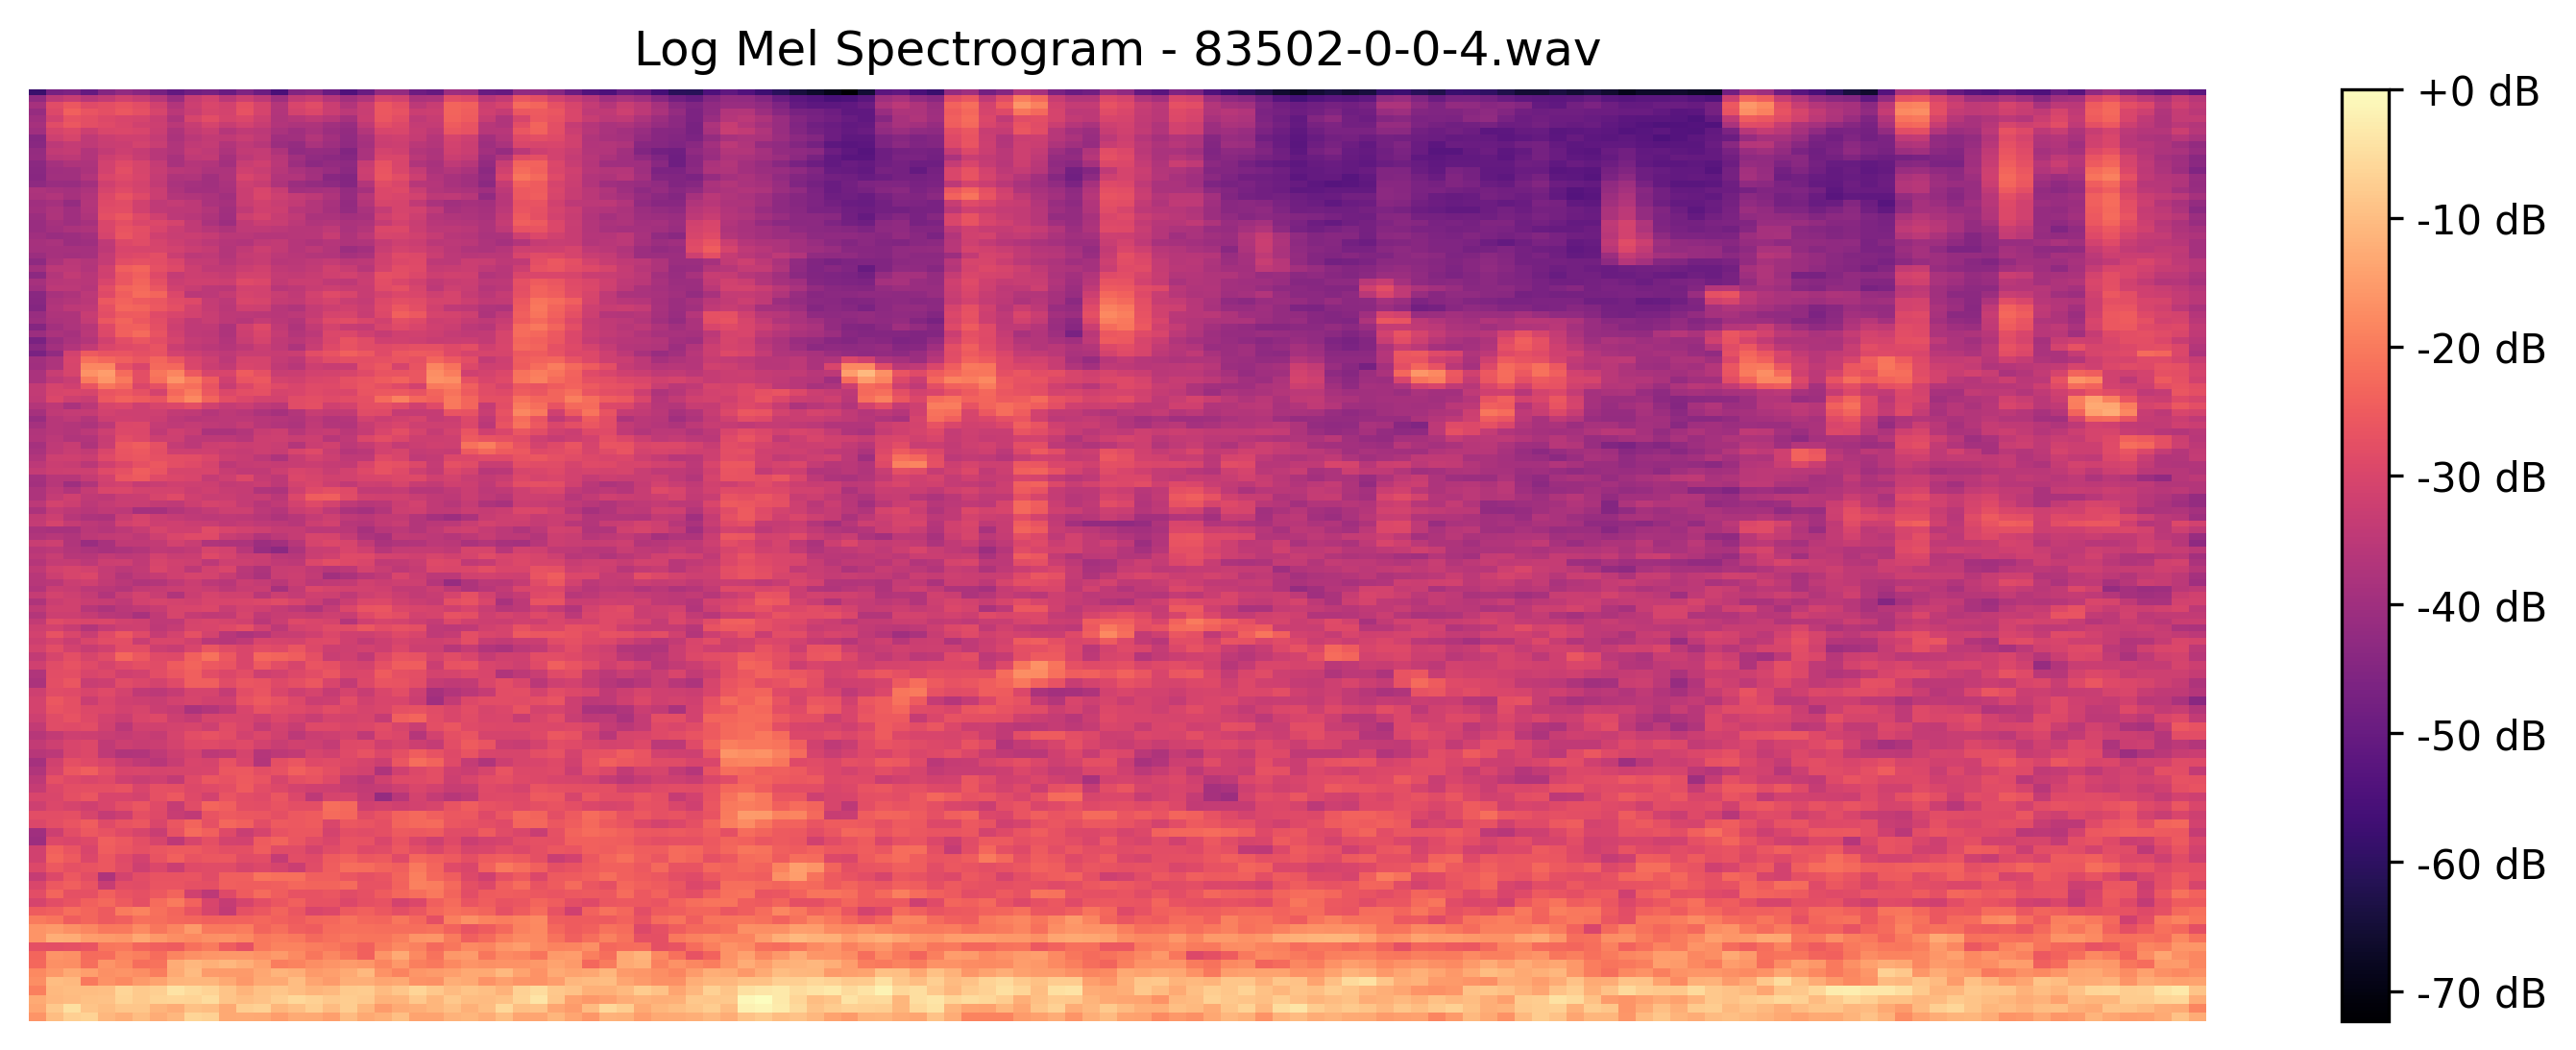 Log Mel Spectrogram - 83502-0-0-4.wav
+0 dB
-10 dB
-20 dB
-30 dB
-40 dB
-50 dB
-60 dB
-70 dB